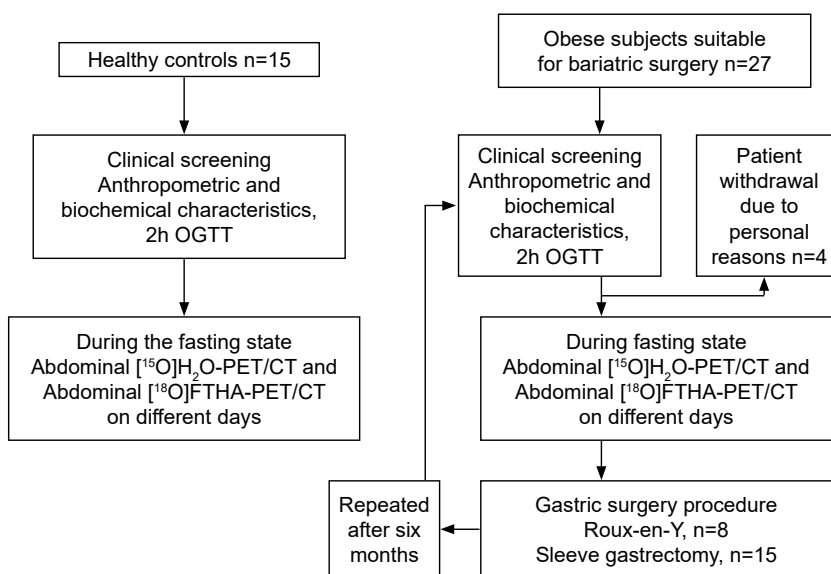 Healthy controls n=15
Clinical screening
Anthropometric and
biochemical characteristics,
2h OGTT
During the fasting state
Abdominal [¹⁵O]H₂O-PET/CT and
Abdominal [¹⁸O]FTHA-PET/CT
on different days
Obese subjects suitable
for bariatric surgery n=27
Clinical screening
Anthropometric and
biochemical
characteristics,
2h OGTT
Patient
withdrawal
due to
personal
reasons n=4
During fasting state
Abdominal [¹⁵O]H₂O-PET/CT and
Abdominal [¹⁸O]FTHA-PET/CT
on different days
Gastric surgery procedure
Roux-en-Y, n=8
Sleeve gastrectomy, n=15
Repeated
after six
months